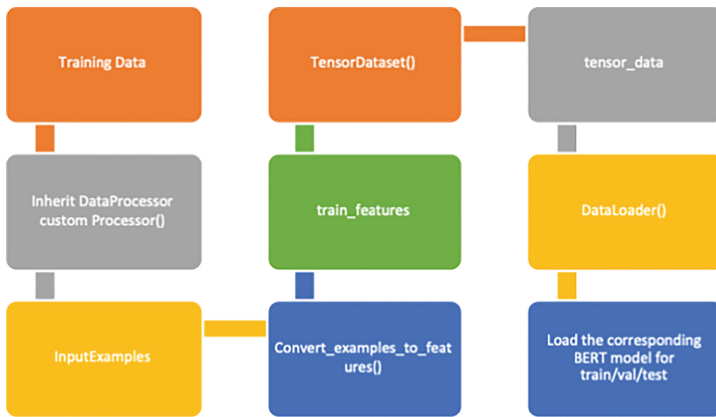 Training Data
Inherit DataProcessor
custom Processor()
InputExamples
Convert_examples_to_feat
ures()
train_features
TensorDataset()
tensor_data
DataLoader()
Load the corresponding
BERT model for
train/val/test